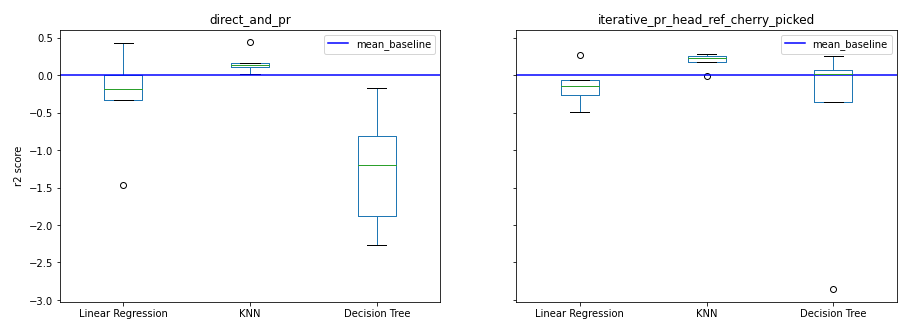 direct_and_pr
iterative_pr_head_ref_cherry_picked
mean_baseline
mean_baseline
r2 score
0.5
0.0
−0.5
−1.0
−1.5
−2.0
−2.5
−3.0
Linear Regression
KNN
Decision Tree
Linear Regression
KNN
Decision Tree